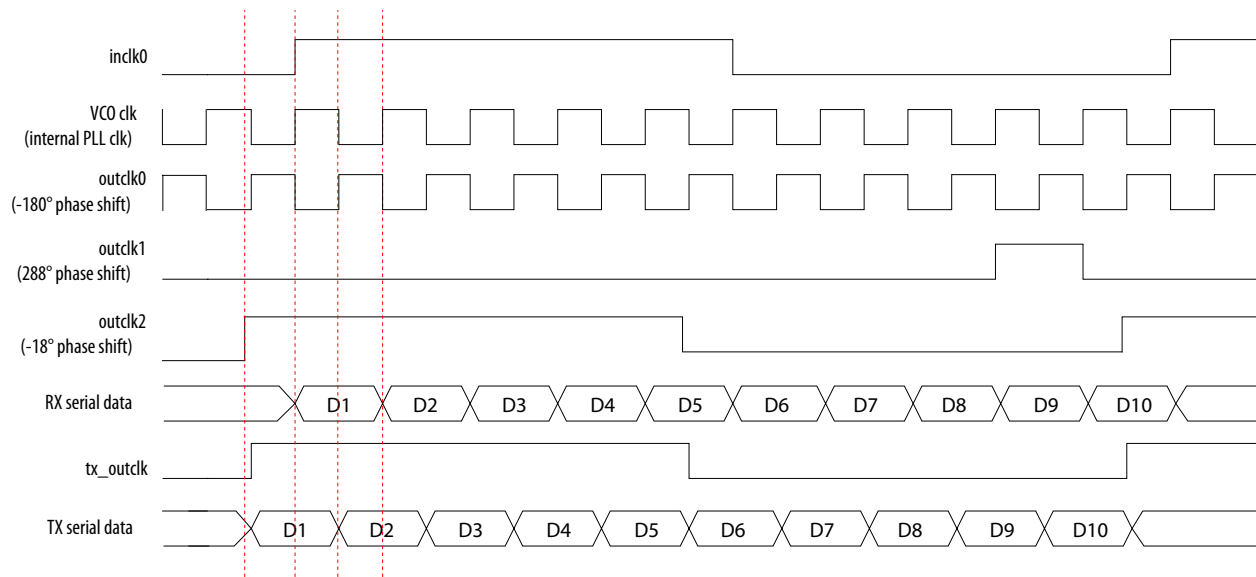 inclk0
VCO clk
(internal PLL clk)
outclk0
(-180° phase shift)
outclk1
(288° phase shift)
outclk2
(-18° phase shift)
RX serial data
D1 D2 D3 D4 D5 D6 D7 D8 D9 D10
tx_outclk
TX serial data
D1 D2 D3 D4 D5 D6 D7 D8 D9 D10